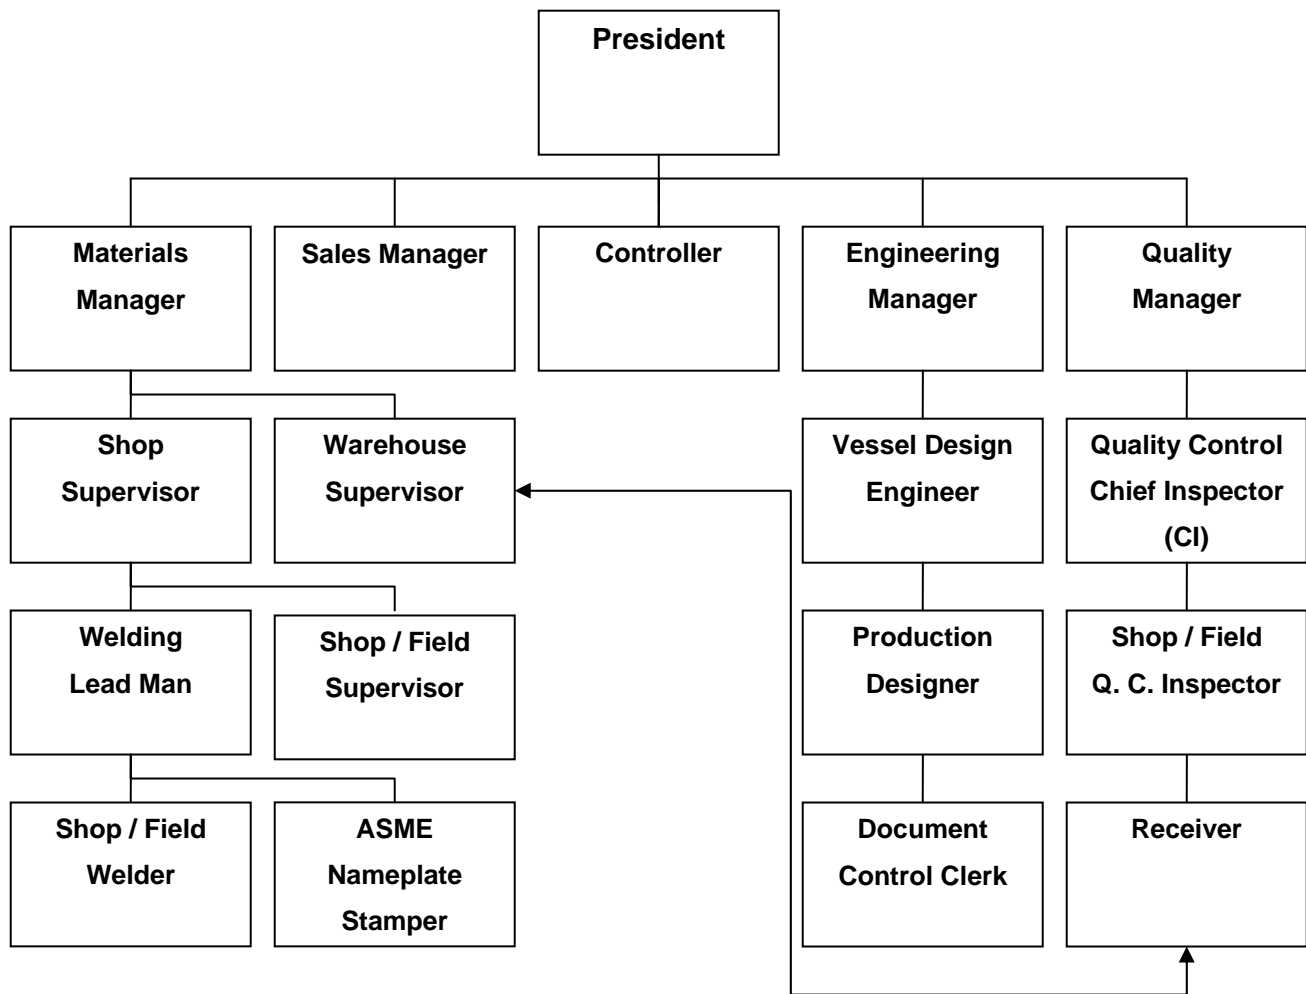 President
Materials
Manager
Sales Manager
Controller
Engineering
Manager
Quality
Manager
Shop
Supervisor
Warehouse
Supervisor
Vessel Design
Engineer
Quality Control
Chief Inspector
(CI)
Welding
Lead Man
Shop / Field
Supervisor
Production
Designer
Shop / Field
Q. C. Inspector
Shop / Field
Welder
ASME
Nameplate
Stamper
Document
Control Clerk
Receiver